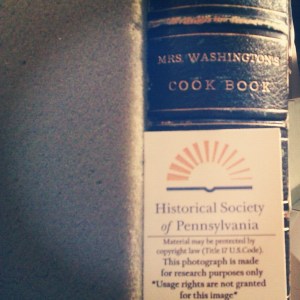 MRS. WASHINGTON'S
COOK BOOK
Historical Society
of Pennsylvania
Material may be protected by
copyright law (Title 17 U.S.Code).
This photograph is made
for research purposes only
*Usage rights are not granted
for this image*